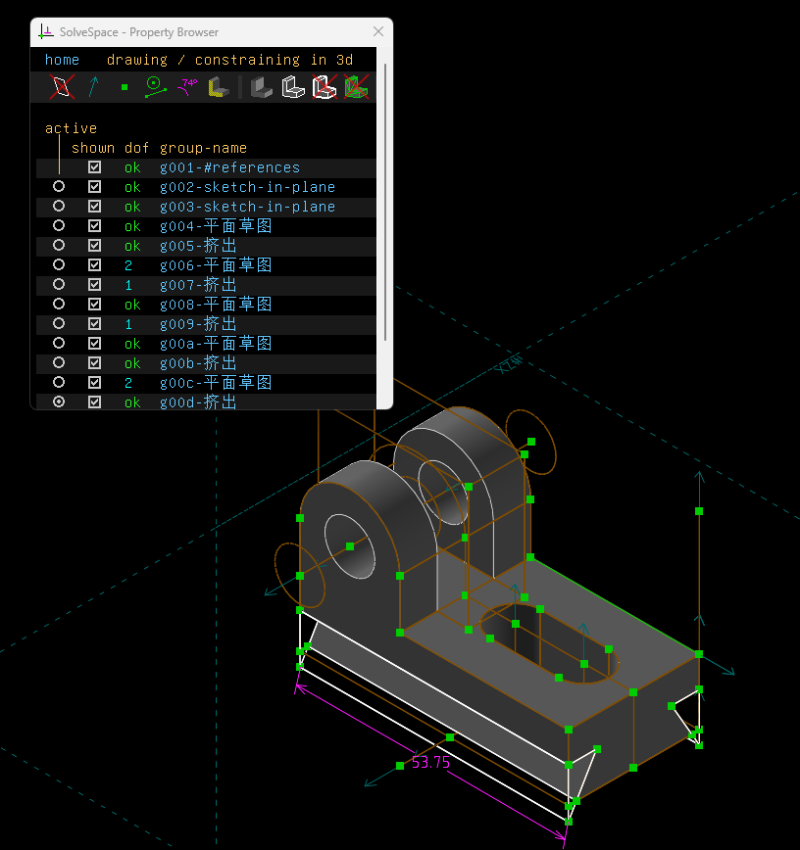 SolveSpace - Property Browser
home drawing / constraining in 3d
74°
active
shown dof group-name
ok g001-#references
ok g002-sketch-in-plane
ok g003-sketch-in-plane
ok g004-平面草图
ok g005-挤出
2 g006-平面草图
1 g007-挤出
ok g008-平面草图
1 g009-挤出
ok g00a-平面草图
ok g00b-挤出
2 g00c-平面草图
ok g00d-挤出
53.75